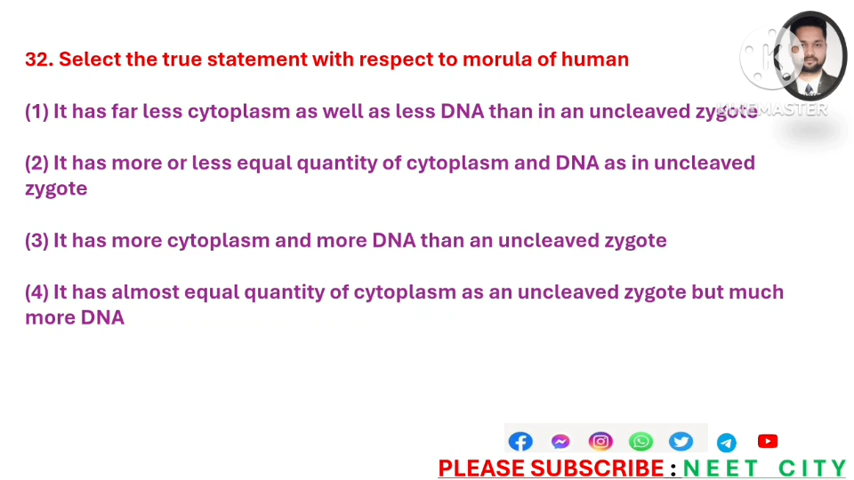 32. Select the true statement with respect to morula of human
(1) It has far less cytoplasm as well as less DNA than in an uncleaved zygote
KINEMASTER
(2) It has more or less equal quantity of cytoplasm and DNA as in uncleaved
zygote
(3) It has more cytoplasm and more DNA than an uncleaved zygote
(4) It has almost equal quantity of cytoplasm as an uncleaved zygote but much
more DNA
PLEASE SUBSCRIBE : NEET CITY